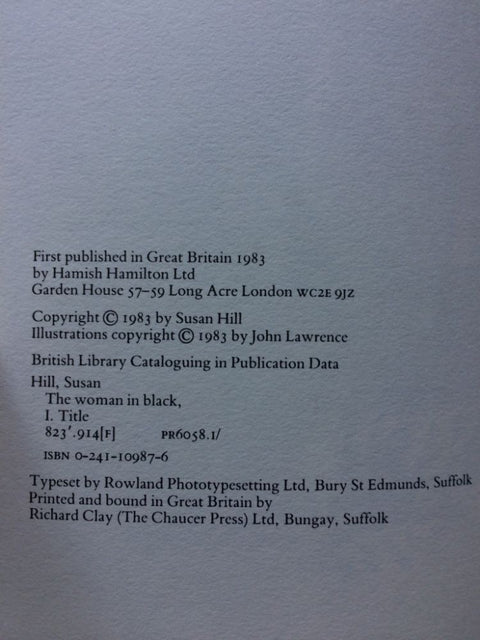 First published in Great Britain 1983
by Hamish Hamilton Ltd
Garden House 57–59 Long Acre London WC2E 9JZ
Copyright © 1983 by Susan Hill
Illustrations copyright © 1983 by John Lawrence
British Library Cataloguing in Publication Data
Hill, Susan
The woman in black,
I. Title
823'.914[F] PR6058.1/
ISBN 0-241-10987-6
Typeset by Rowland Phototypesetting Ltd, Bury St Edmunds, Suffolk
Printed and bound in Great Britain by
Richard Clay (The Chaucer Press) Ltd, Bungay, Suffolk